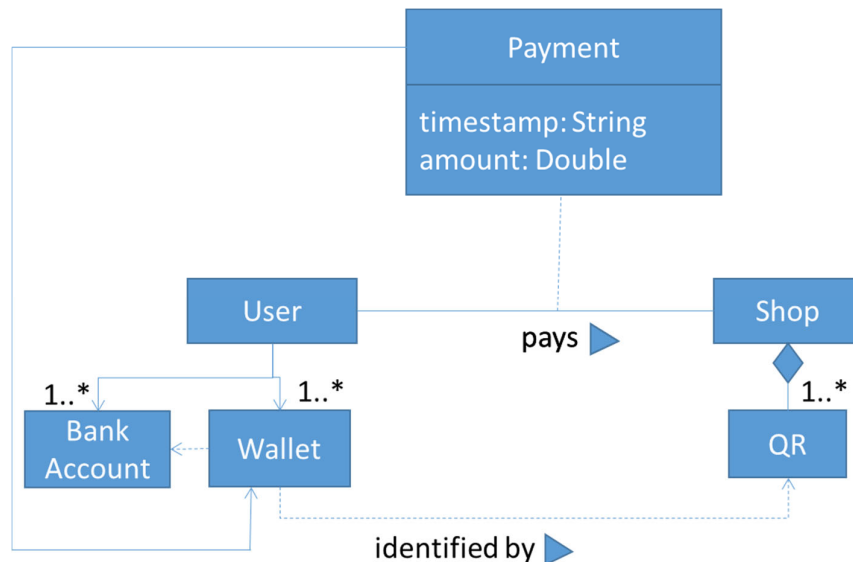 Payment
timestamp: String
amount: Double
User
Shop
pays
1..*
1..*
1..*
Bank
Account
Wallet
QR
identified by